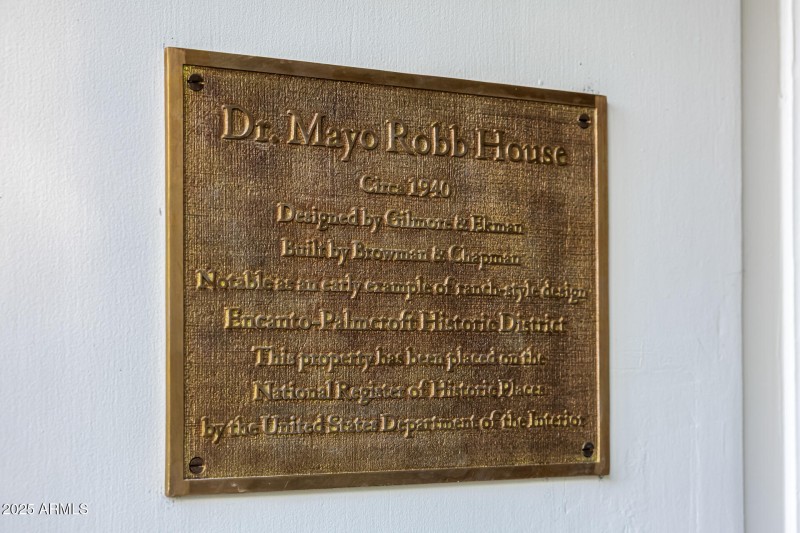 Dr. Mayo Robb House
Circa 1940
Designed by Gilmore & Ekman
Built by Bowman & Chapman
Notable as an early example of ranch-style design
Encanto-Palmcroft Historic District
This property has been placed on the
National Register of Historic Places
by the United States Department of the Interior
2025 ARMLS